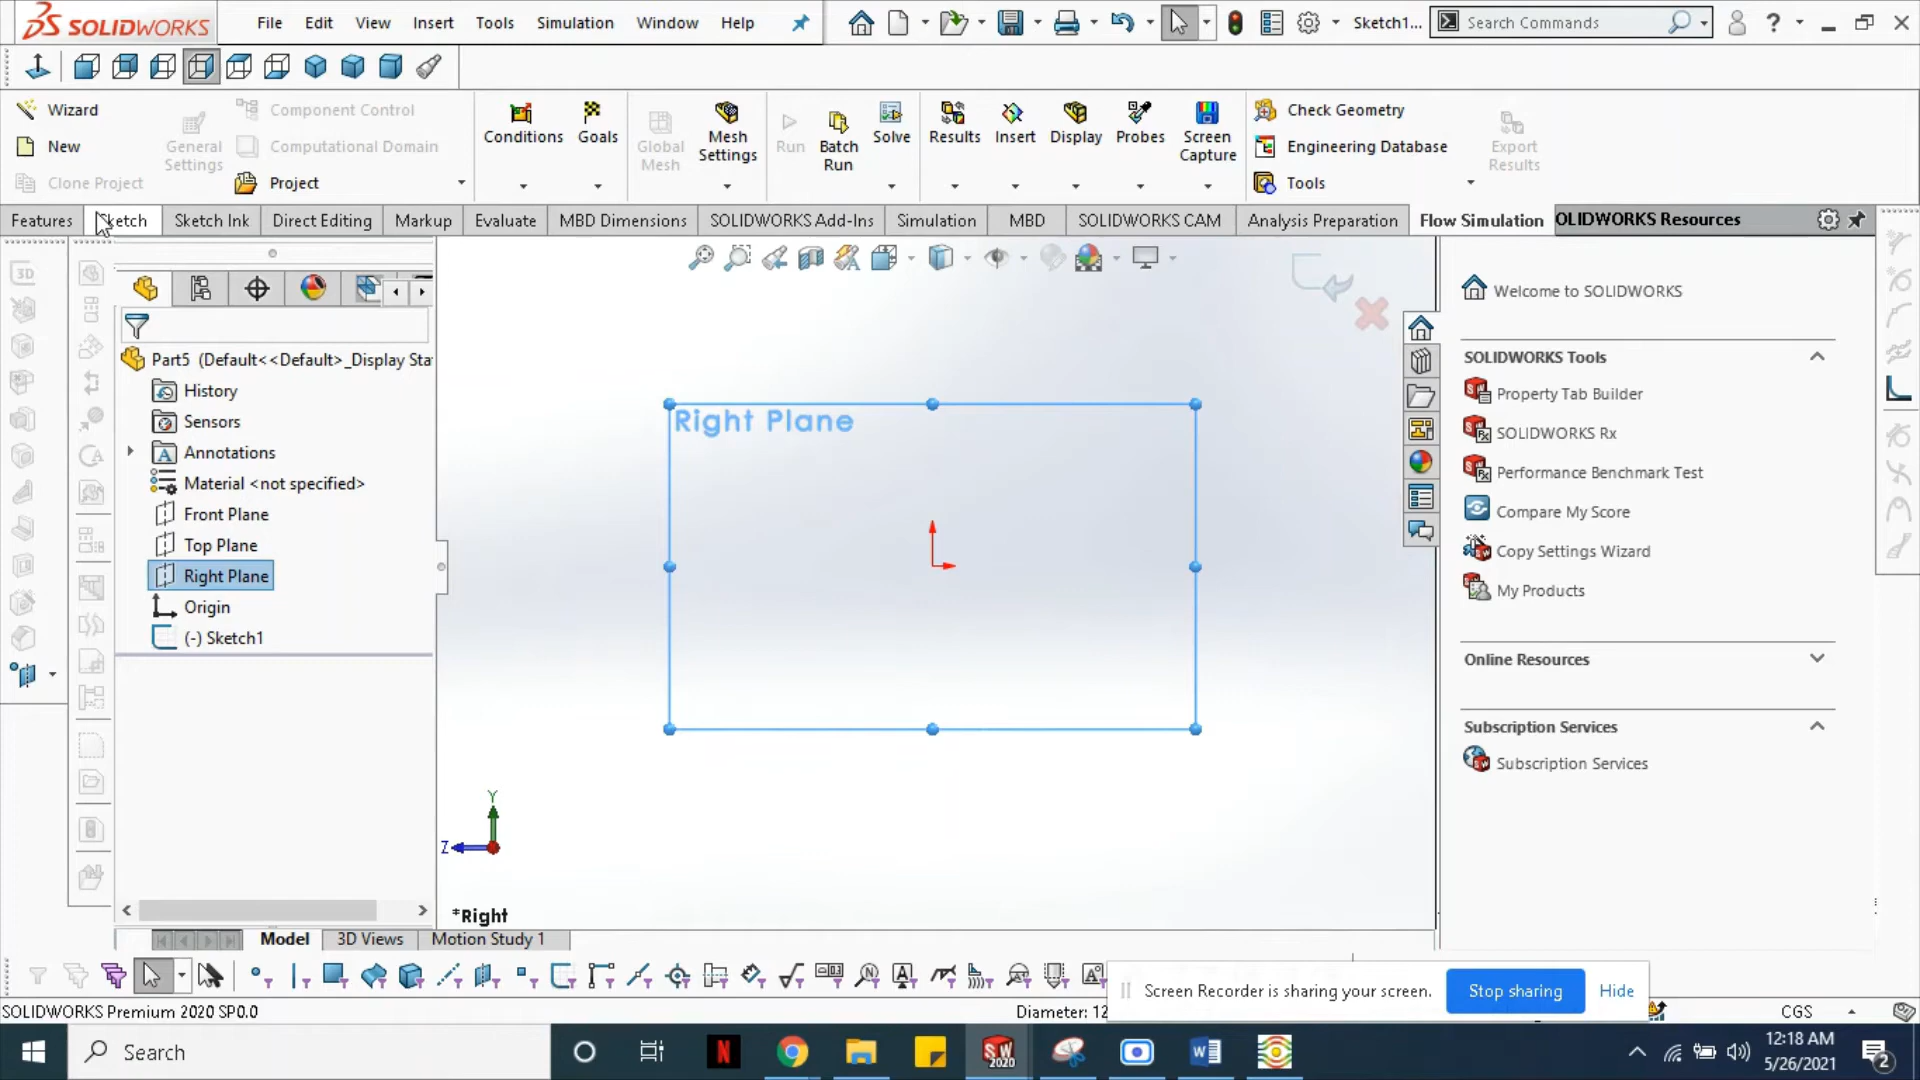 SOLIDWORKS
File Edit View Insert Tools Simulation Window Help
Sketch1...
Search Commands
Wizard
New
Clone Project
General Settings
Component Control
Computational Domain
Project
Conditions
Goals
Global Mesh
Mesh Settings
Run
Batch Run
Solve
Results
Insert
Display
Probes
Screen Capture
Check Geometry
Engineering Database
Tools
Export Results
Features Sketch Sketch Ink Direct Editing Markup Evaluate MBD Dimensions SOLIDWORKS Add-Ins Simulation MBD SOLIDWORKS CAM Analysis Preparation Flow Simulation
OLIDWORKS Resources
Part5 (Default<<Default>_Display Sta
History
Sensors
Annotations
Material <not specified>
Front Plane
Top Plane
Right Plane
Origin
(-) Sketch1
Right Plane
Y
Z
*Right
Welcome to SOLIDWORKS
SOLIDWORKS Tools
Property Tab Builder
SOLIDWORKS Rx
Performance Benchmark Test
Compare My Score
Copy Settings Wizard
My Products
Online Resources
Subscription Services
Subscription Services
Model 3D Views Motion Study 1
Screen Recorder is sharing your screen. Stop sharing Hide
SOLIDWORKS Premium 2020 SP0.0
Diameter: 12
CGS
Search
SW 2020
12:18 AM
5/26/2021
2